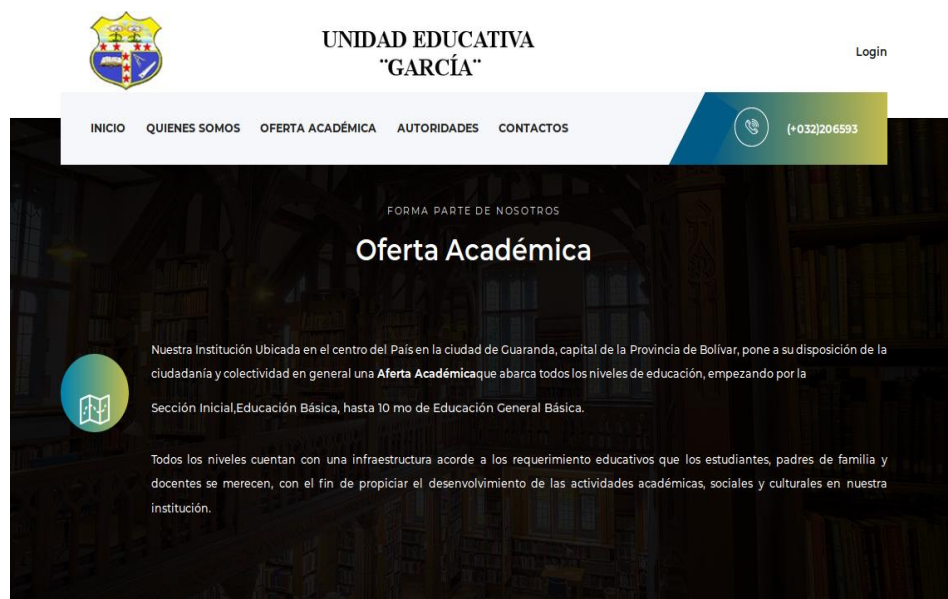 UNIDAD EDUCATIVA
¨GARCÍA¨
Login
INICIO QUIENES SOMOS OFERTA ACADÉMICA AUTORIDADES CONTACTOS
(+032)206593
FORMA PARTE DE NOSOTROS
Oferta Académica
Nuestra Institución Ubicada en el centro del País en la ciudad de Guaranda, capital de la Provincia de Bolívar, pone a su disposición de la
ciudadanía y colectividad en general una Aferta Académicaque abarca todos los niveles de educación, empezando por la
Sección Inicial,Educación Básica, hasta 10 mo de Educación General Básica.
Todos los niveles cuentan con una infraestructura acorde a los requerimiento educativos que los estudiantes, padres de familia y
docentes se merecen, con el fin de propiciar el desenvolvimiento de las actividades académicas, sociales y culturales en nuestra
institución.